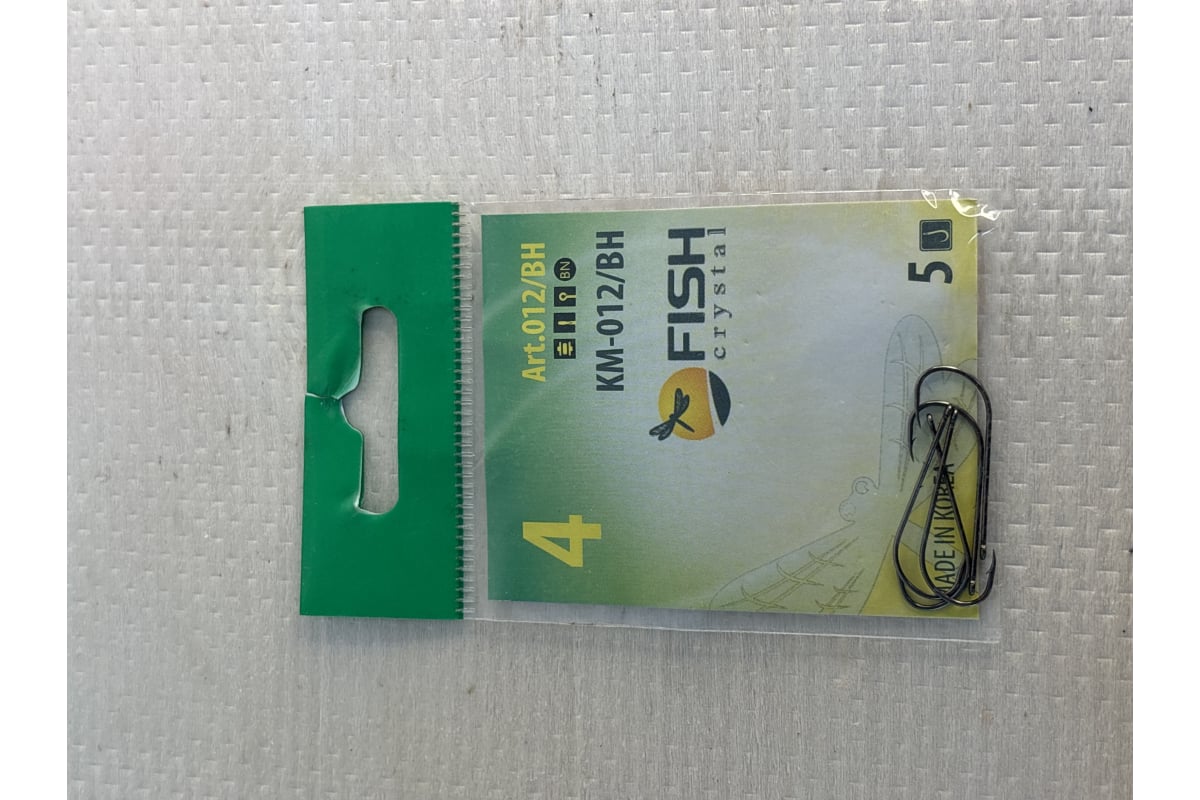 4
Art.012/BH
BN
KM-012/BH
FISH
crystal
MADE IN KOREA
5